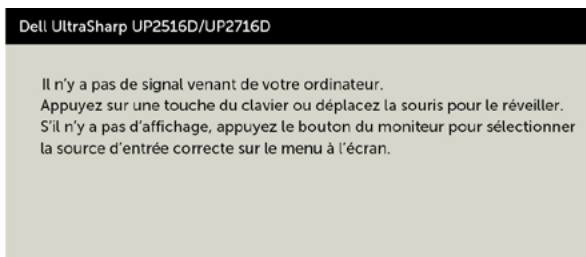 Dell UltraSharp UP2516D/UP2716D
Il n'y a pas de signal venant de votre ordinateur.
Appuyez sur une touche du clavier ou déplacez la souris pour le réveiller.
S'il n'y a pas d'affichage, appuyez le bouton du moniteur pour sélectionner
la source d'entrée correcte sur le menu à l'écran.